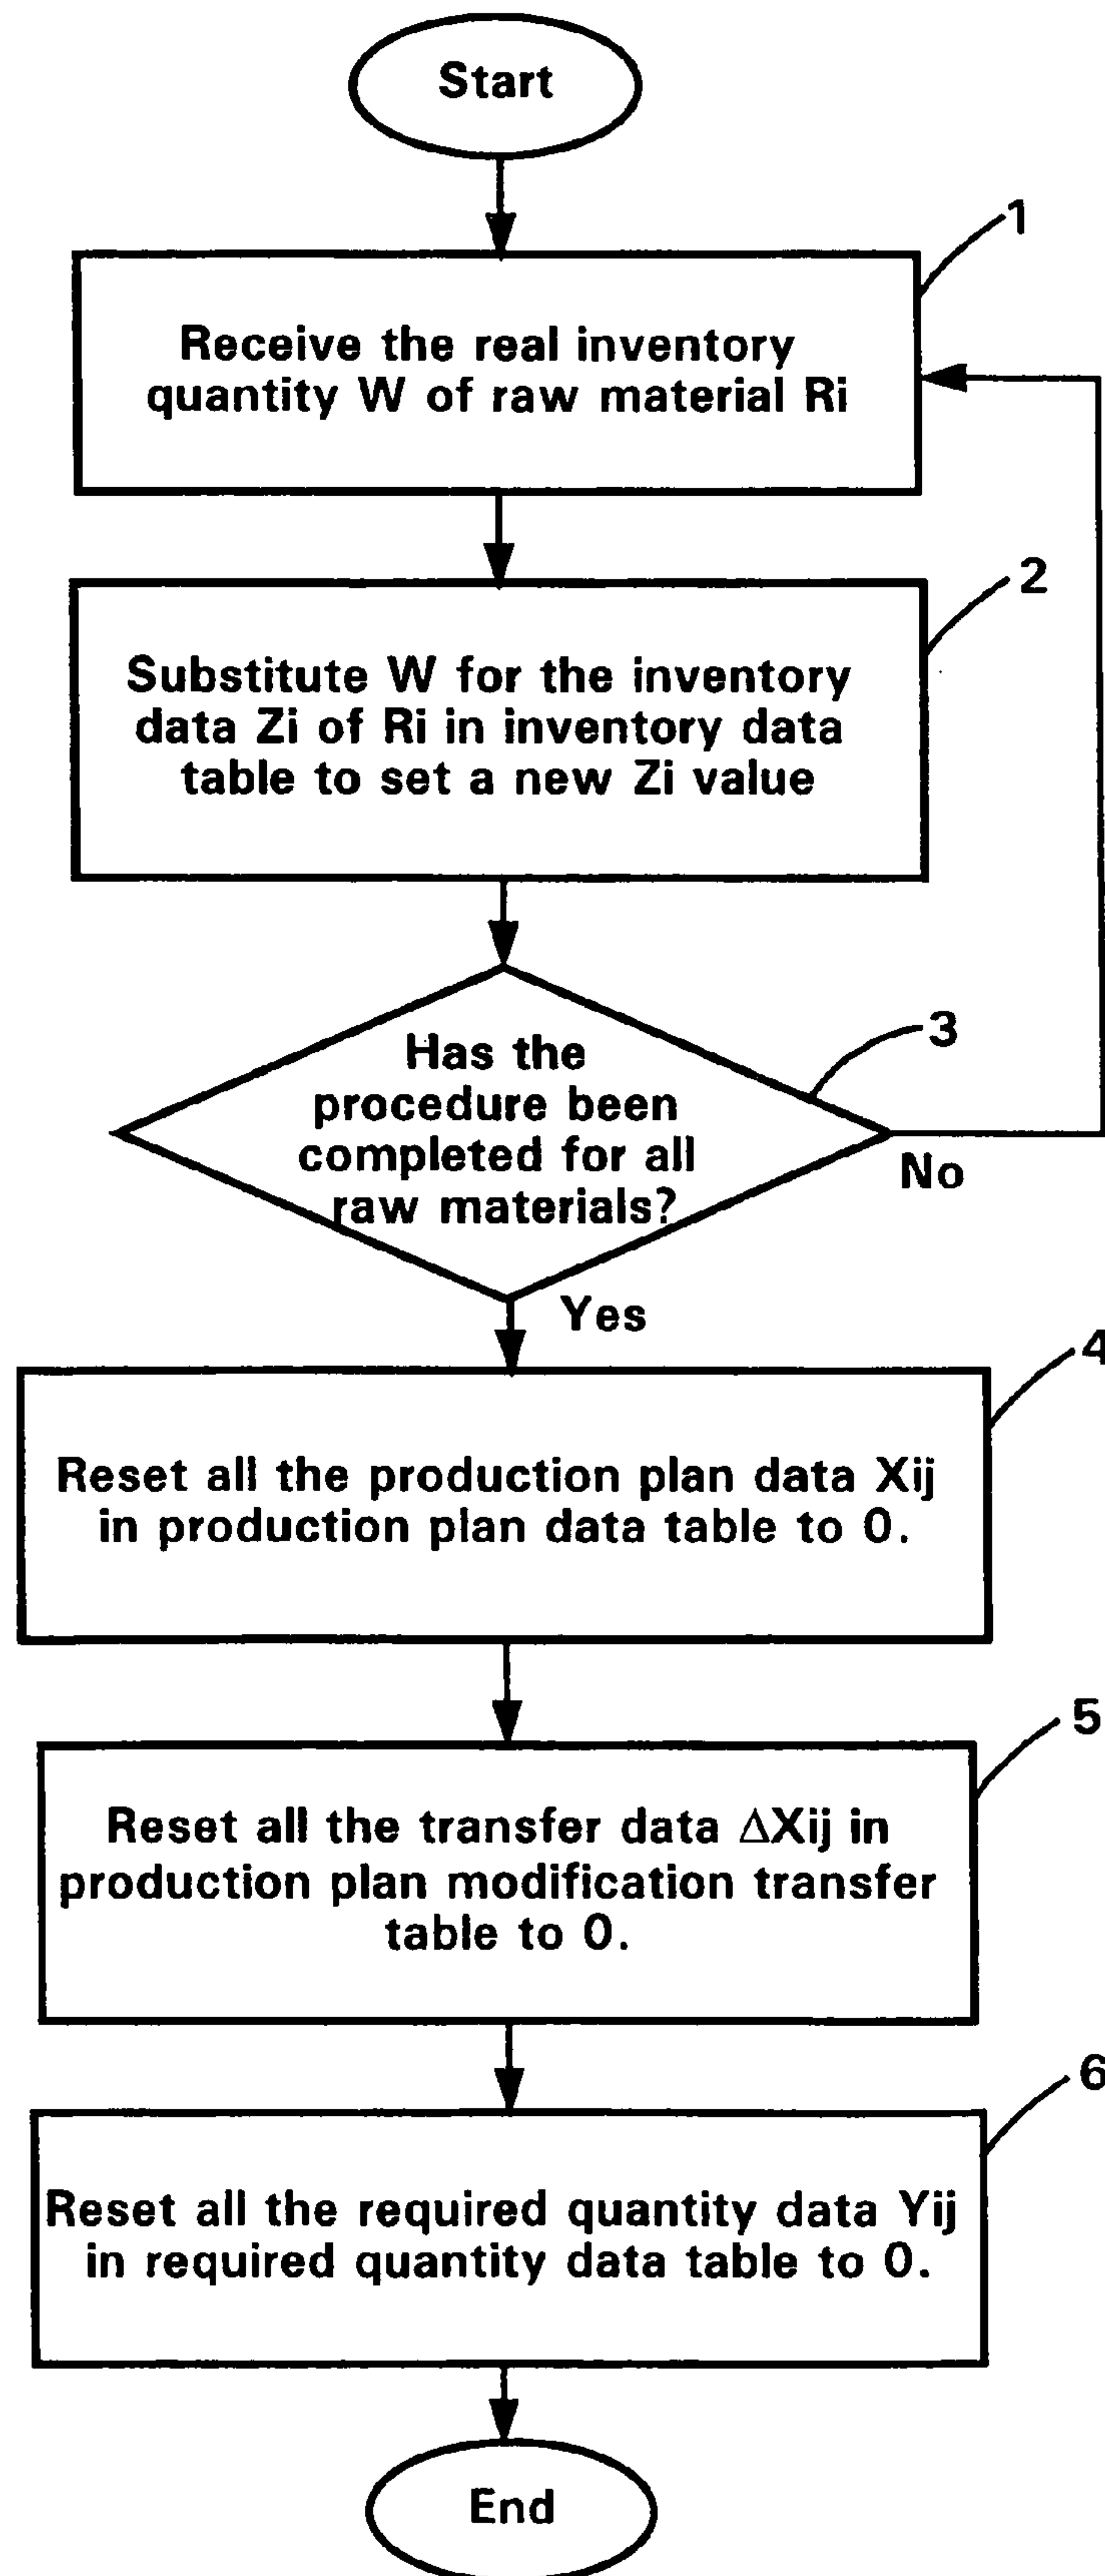 Start
1
Receive the real inventory
quantity W of raw material Ri
2
Substitute W for the inventory
data Zi of Ri in inventory data
table to set a new Zi value
3
Has the
procedure been
completed for all
raw materials?
No
Yes
4
Reset all the production plan data Xij
in production plan data table to 0.
5
Reset all the transfer data ΔXij in
production plan modification transfer
table to 0.
6
Reset all the required quantity data Yij
in required quantity data table to 0.
End